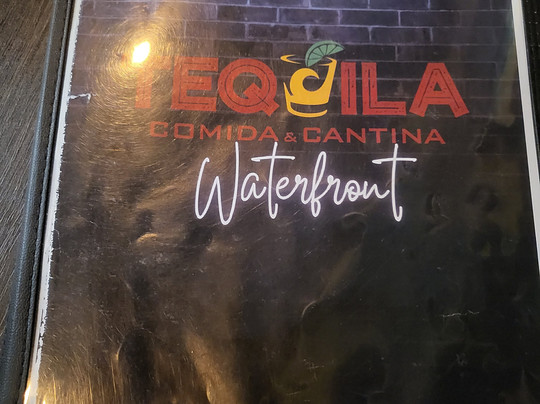 TEQUILA
COMIDA & CANTINA
Waterfront